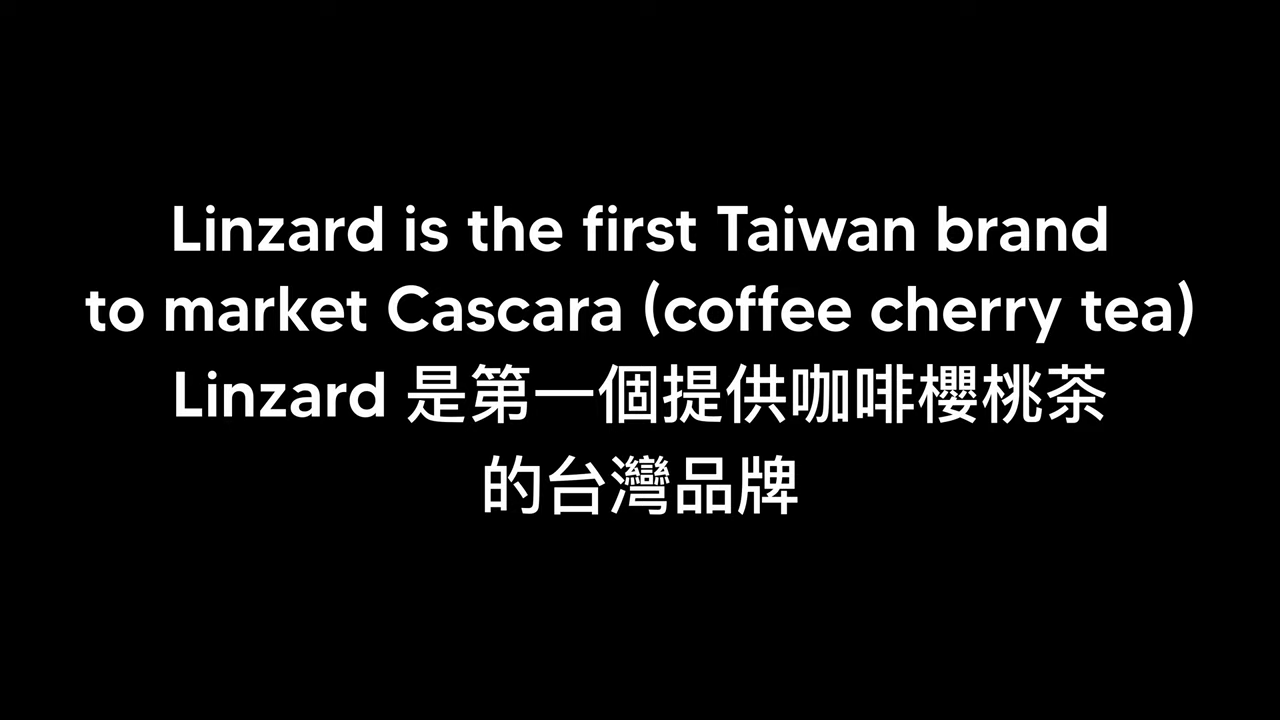 Linzard is the first Taiwan brand
to market Cascara (coffee cherry tea)
Linzard 是第一個提供咖啡櫻桃茶
的台灣品牌